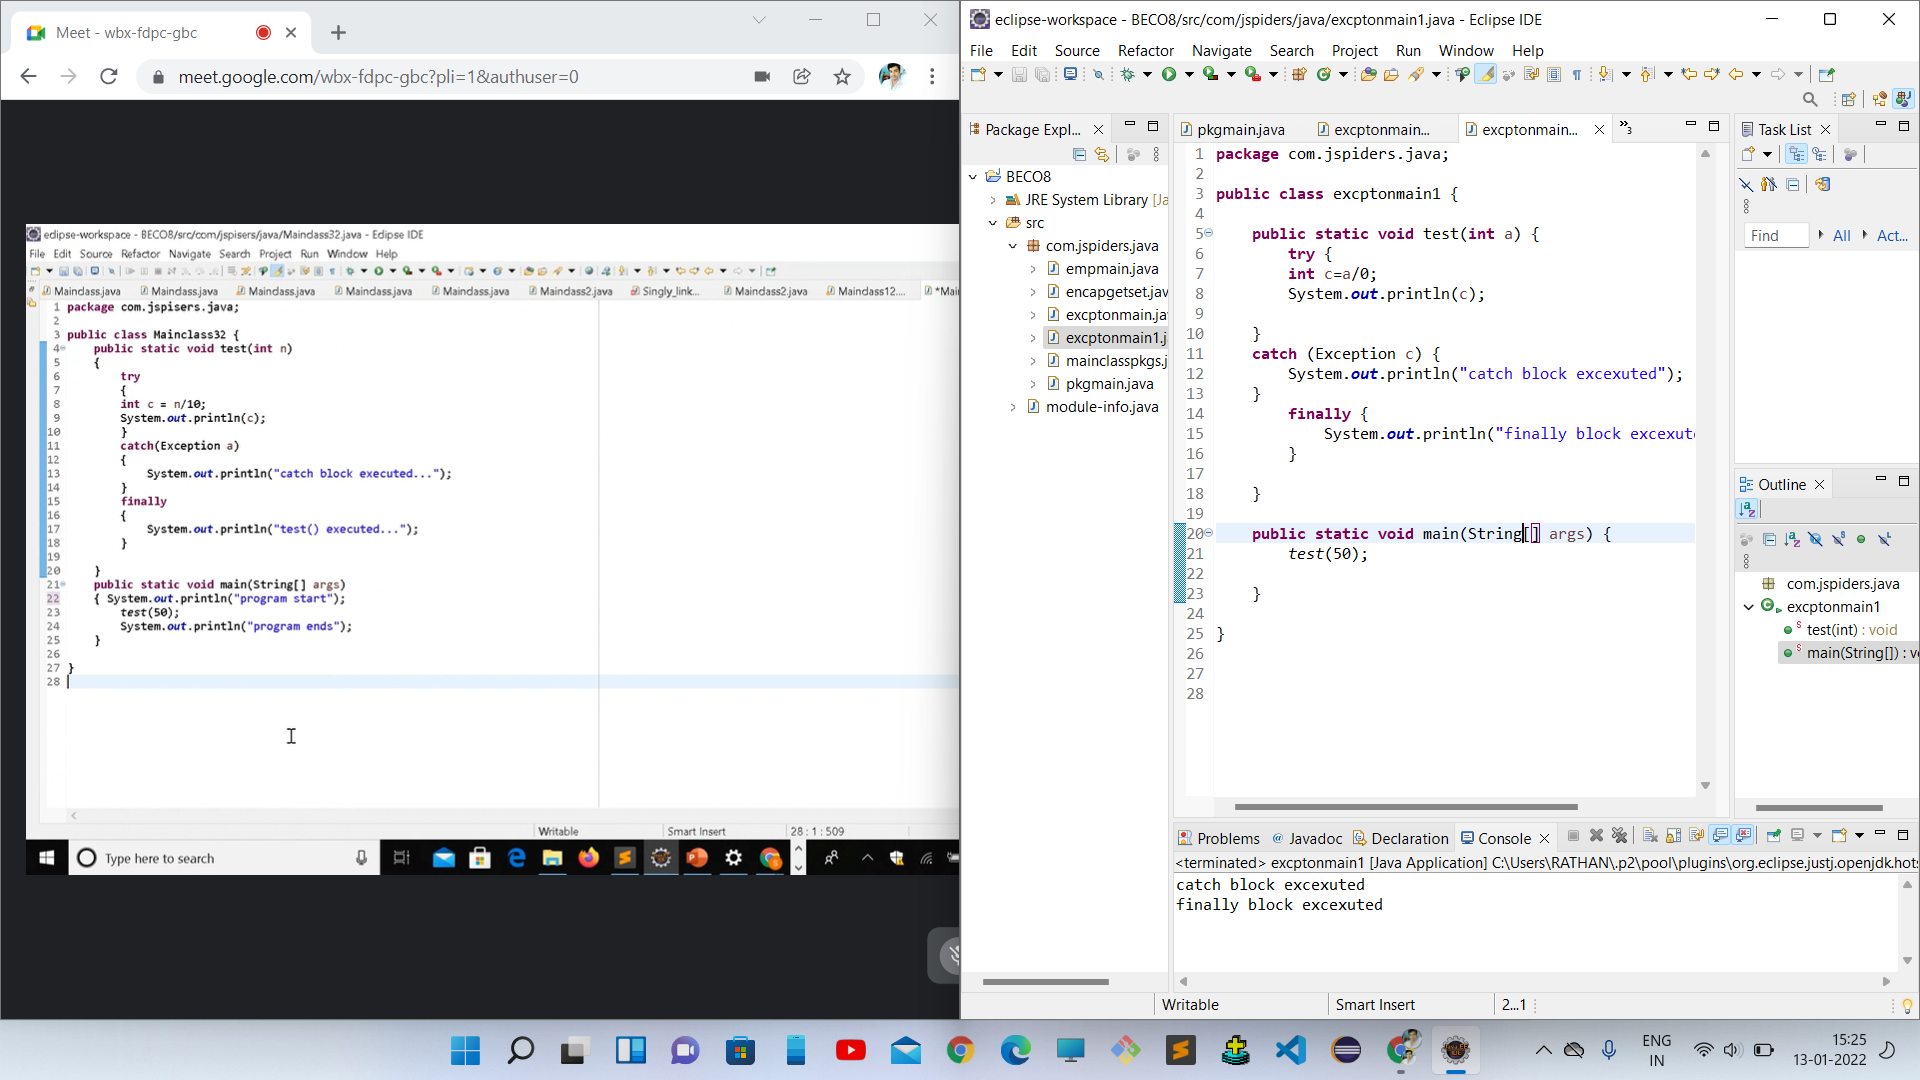 Meet - wbx-fdpc-gbc
meet.google.com/wbx-fdpc-gbc?pli=1&authuser=0
eclipse-workspace - BECO8/src/com/jspisers/java/Mainclass32.java - Eclipse IDE
File Edit Source Refactor Navigate Search Project Run Window Help
Mainclass.java Mainclass.java Mainclass.java Mainclass.java Mainclass.java Mainclass2.java Singly_link... Mainclass2.java Mainclass12.... *Mai
1 package com.jspisers.java;
2
3 public class Mainclass32 {
4 public static void test(int n)
5 {
6 try
7 {
8 int c = n/10;
9 System.out.println(c);
10 }
11 catch(Exception a)
12 {
13 System.out.println("catch block executed...");
14 }
15 finally
16 {
17 System.out.println("test() executed...");
18 }
19
20 }
21 public static void main(String[] args)
22 { System.out.println("program start");
23 test(50);
24 System.out.println("program ends");
25 }
26
27 }
28
Writable Smart Insert 28 : 1 : 509
Type here to search
eclipse-workspace - BECO8/src/com/jspiders/java/excptonmain1.java - Eclipse IDE
File Edit Source Refactor Navigate Search Project Run Window Help
Package Expl...
BECO8
JRE System Library [Ja
src
com.jspiders.java
empmain.java
encapgetset.jav
excptonmain.ja
excptonmain1.j
mainclasspkgs.j
pkgmain.java
module-info.java
pkgmain.java excptonmain... excptonmain... »3
1 package com.jspiders.java;
2
3 public class excptonmain1 {
4
5 public static void test(int a) {
6 try {
7 int c=a/0;
8 System.out.println(c);
9
10 }
11 catch (Exception c) {
12 System.out.println("catch block excexuted");
13 }
14 finally {
15 System.out.println("finally block excexut
16 }
17
18 }
19
20 public static void main(String[] args) {
21 test(50);
22
23 }
24
25 }
26
27
28
Task List
Find All Act...
Outline
com.jspiders.java
excptonmain1
test(int) : void
main(String[]) : v
Problems Javadoc Declaration Console
<terminated> excptonmain1 [Java Application] C:\Users\RATHAN\.p2\pool\plugins\org.eclipse.justj.openjdk.hots
catch block excexuted
finally block excexuted
Writable Smart Insert 2...1
ENG
IN
15:25
13-01-2022